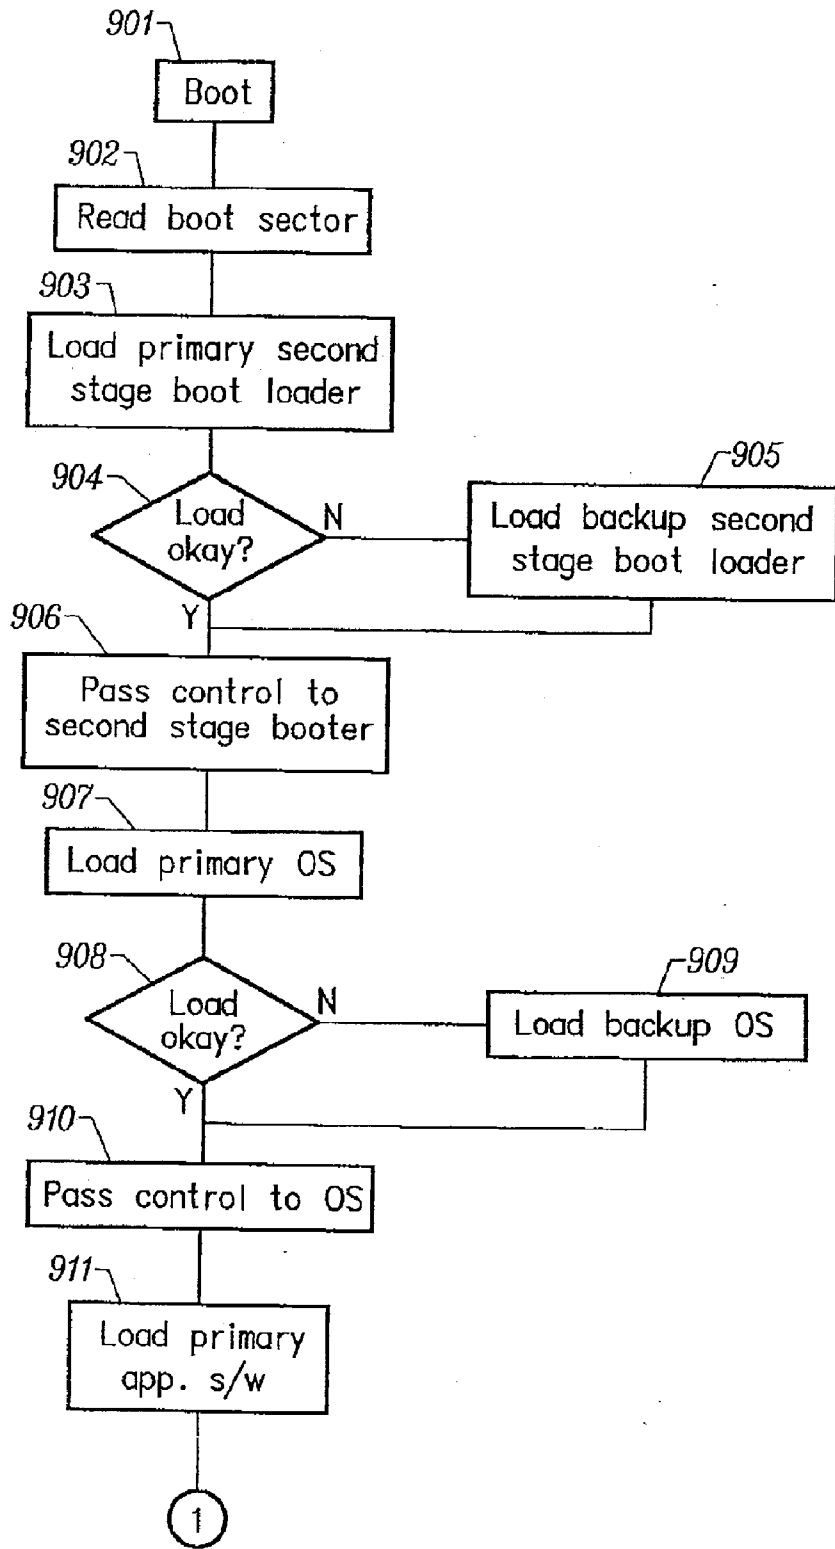 901
Boot
902
Read boot sector
903
Load primary second
stage boot loader
904
Load
okay?
N
Y
905
Load backup second
stage boot loader
906
Pass control to
second stage booter
907
Load primary OS
908
Load
okay?
N
Y
909
Load backup OS
910
Pass control to OS
911
Load primary
app. s/w
1